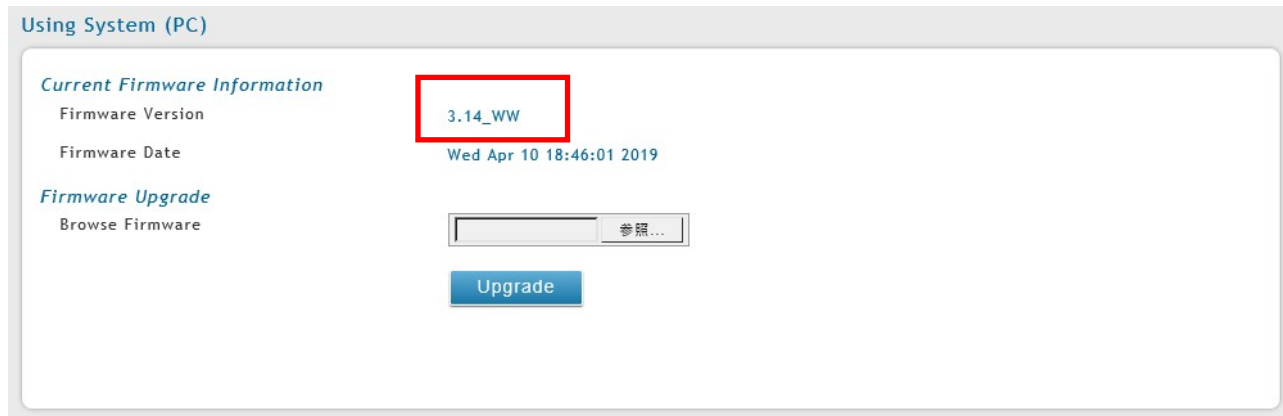 Using System (PC)
Current Firmware Information
Firmware Version 3.14_WW
Firmware Date Wed Apr 10 18:46:01 2019
Firmware Upgrade
Browse Firmware 参照...
Upgrade